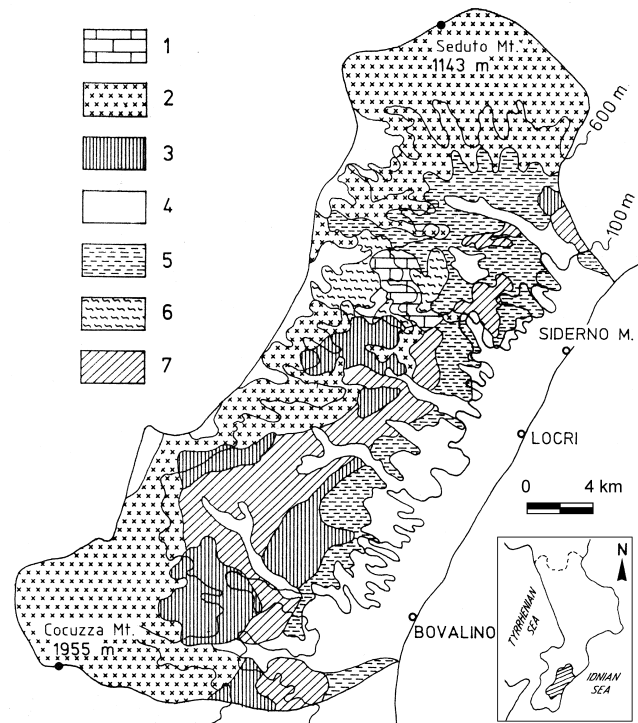 1
2
3
4
5
6
7
Seduto Mt.
1143 m
600 m
100 m
SIDERNO M.
LOCRI
0 4 km
BOVALINO
Cocuzza Mt.
1955 m
N
TYRRHENIAN
SEA
IONIAN
SEA